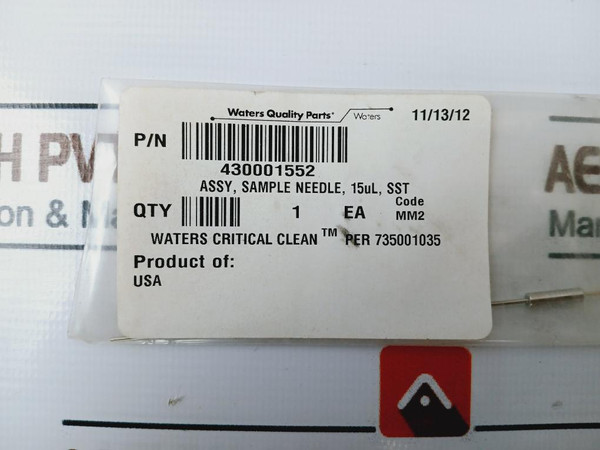 Waters Quality Parts® Waters 11/13/12
P/N
430001552
ASSY, SAMPLE NEEDLE, 15uL, SST
QTY 1 EA Code MM2
WATERS CRITICAL CLEAN™ PER 735001035
Product of:
USA
H PV
on & Ma
AE
Mar